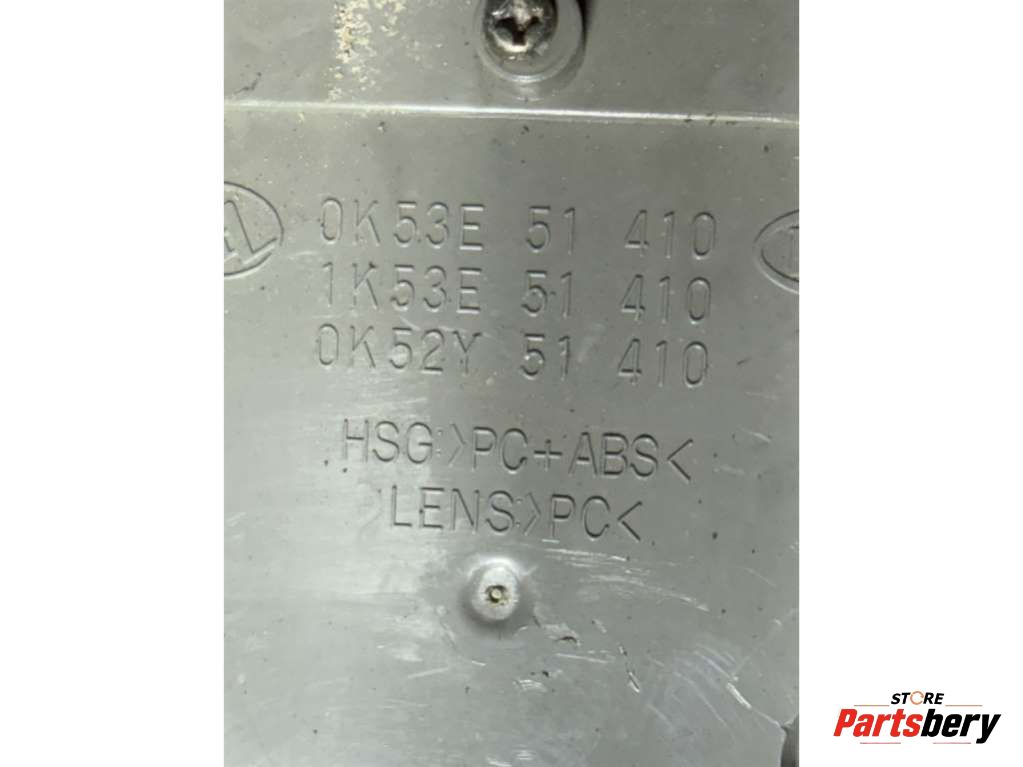 0K53E 51 410
1K53E 51 410
0K52Y 51 410
HSG:>PC+ABS<
LENS:>PC<
STORE
Partsbery